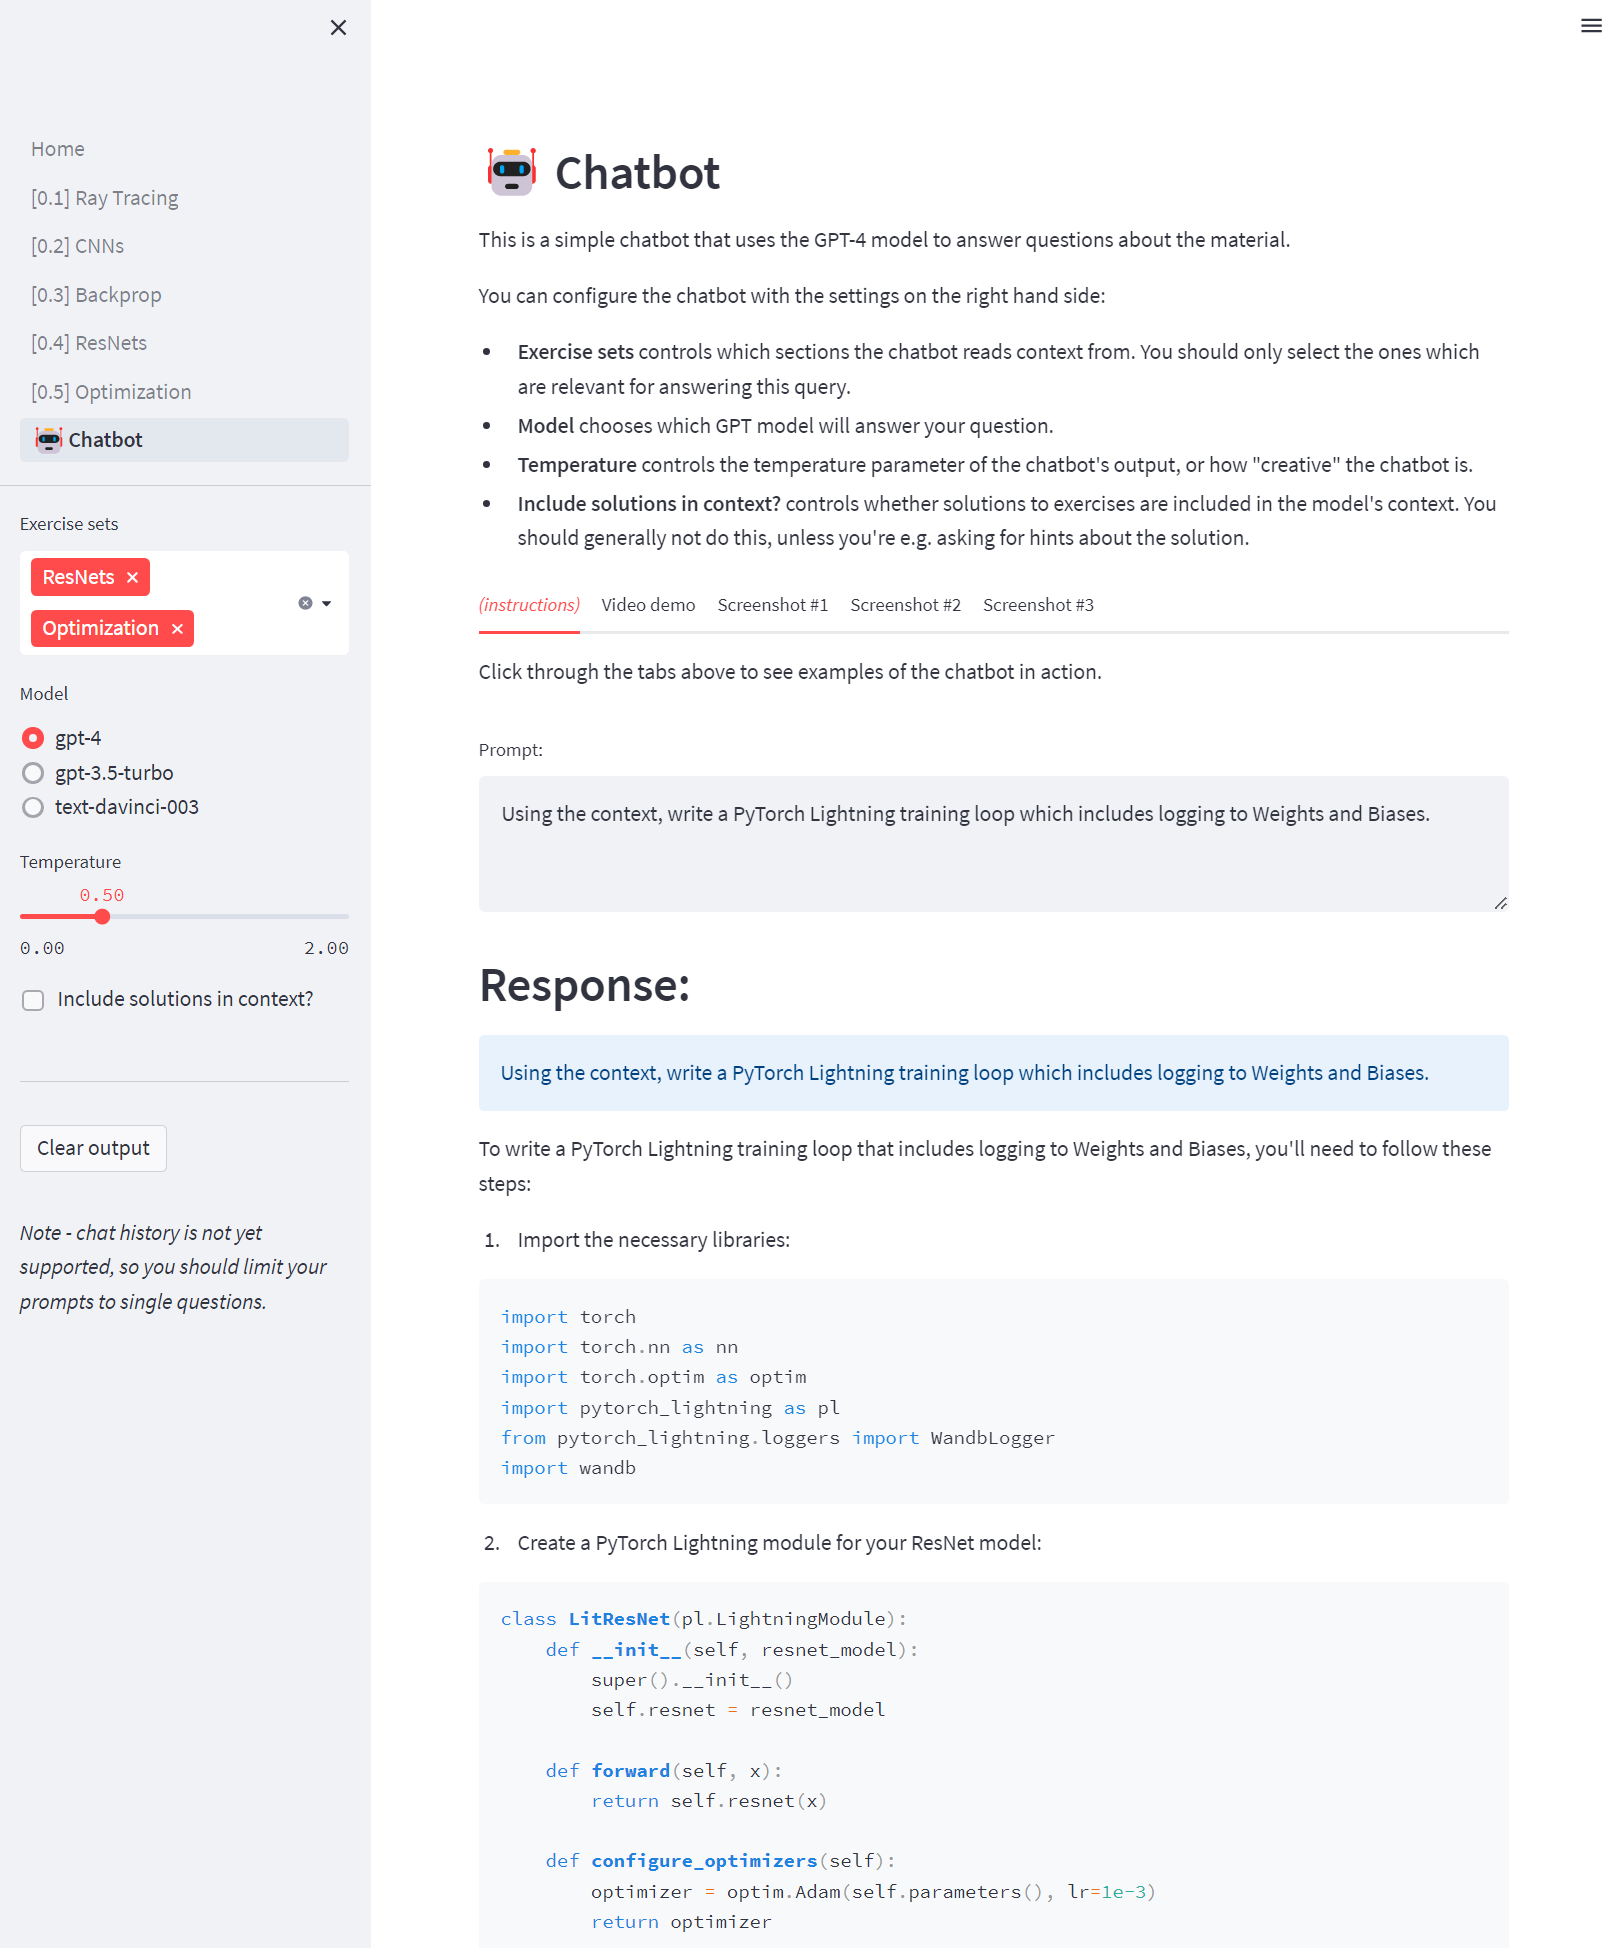 Home
[0.1] Ray Tracing
[0.2] CNNs
[0.3] Backprop
[0.4] ResNets
[0.5] Optimization
Chatbot
Exercise sets
ResNets ×
Optimization ×
Model
gpt-4
gpt-3.5-turbo
text-davinci-003
Temperature
0.50
0.00 2.00
Include solutions in context?
Clear output
Note - chat history is not yet
supported, so you should limit your
prompts to single questions.
Chatbot
This is a simple chatbot that uses the GPT-4 model to answer questions about the material.
You can configure the chatbot with the settings on the right hand side:
• Exercise sets controls which sections the chatbot reads context from. You should only select the ones which
are relevant for answering this query.
• Model chooses which GPT model will answer your question.
• Temperature controls the temperature parameter of the chatbot's output, or how "creative" the chatbot is.
• Include solutions in context? controls whether solutions to exercises are included in the model's context. You
should generally not do this, unless you're e.g. asking for hints about the solution.
(instructions) Video demo Screenshot #1 Screenshot #2 Screenshot #3
Click through the tabs above to see examples of the chatbot in action.
Prompt:
Using the context, write a PyTorch Lightning training loop which includes logging to Weights and Biases.
Response:
Using the context, write a PyTorch Lightning training loop which includes logging to Weights and Biases.
To write a PyTorch Lightning training loop that includes logging to Weights and Biases, you'll need to follow these
steps:
1. Import the necessary libraries:
import torch
import torch.nn as nn
import torch.optim as optim
import pytorch_lightning as pl
from pytorch_lightning.loggers import WandbLogger
import wandb
2. Create a PyTorch Lightning module for your ResNet model:
class LitResNet(pl.LightningModule):
    def __init__(self, resnet_model):
        super().__init__()
        self.resnet = resnet_model
    def forward(self, x):
        return self.resnet(x)
    def configure_optimizers(self):
        optimizer = optim.Adam(self.parameters(), lr=1e-3)
        return optimizer